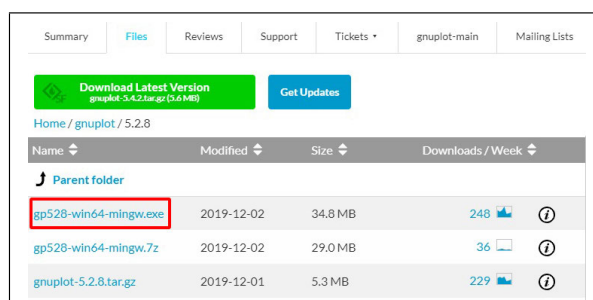 Summary Files Reviews Support Tickets gnuplot-main Mailing Lists
Download Latest Version
gnuplot-5.4.2.tar.gz (5.6 MB)
Get Updates
Home / gnuplot / 5.2.8
Name Modified Size Downloads / Week
Parent folder
gp528-win64-mingw.exe 2019-12-02 34.8 MB 248
gp528-win64-mingw.7z 2019-12-02 29.0 MB 36
gnuplot-5.2.8.tar.gz 2019-12-01 5.3 MB 229